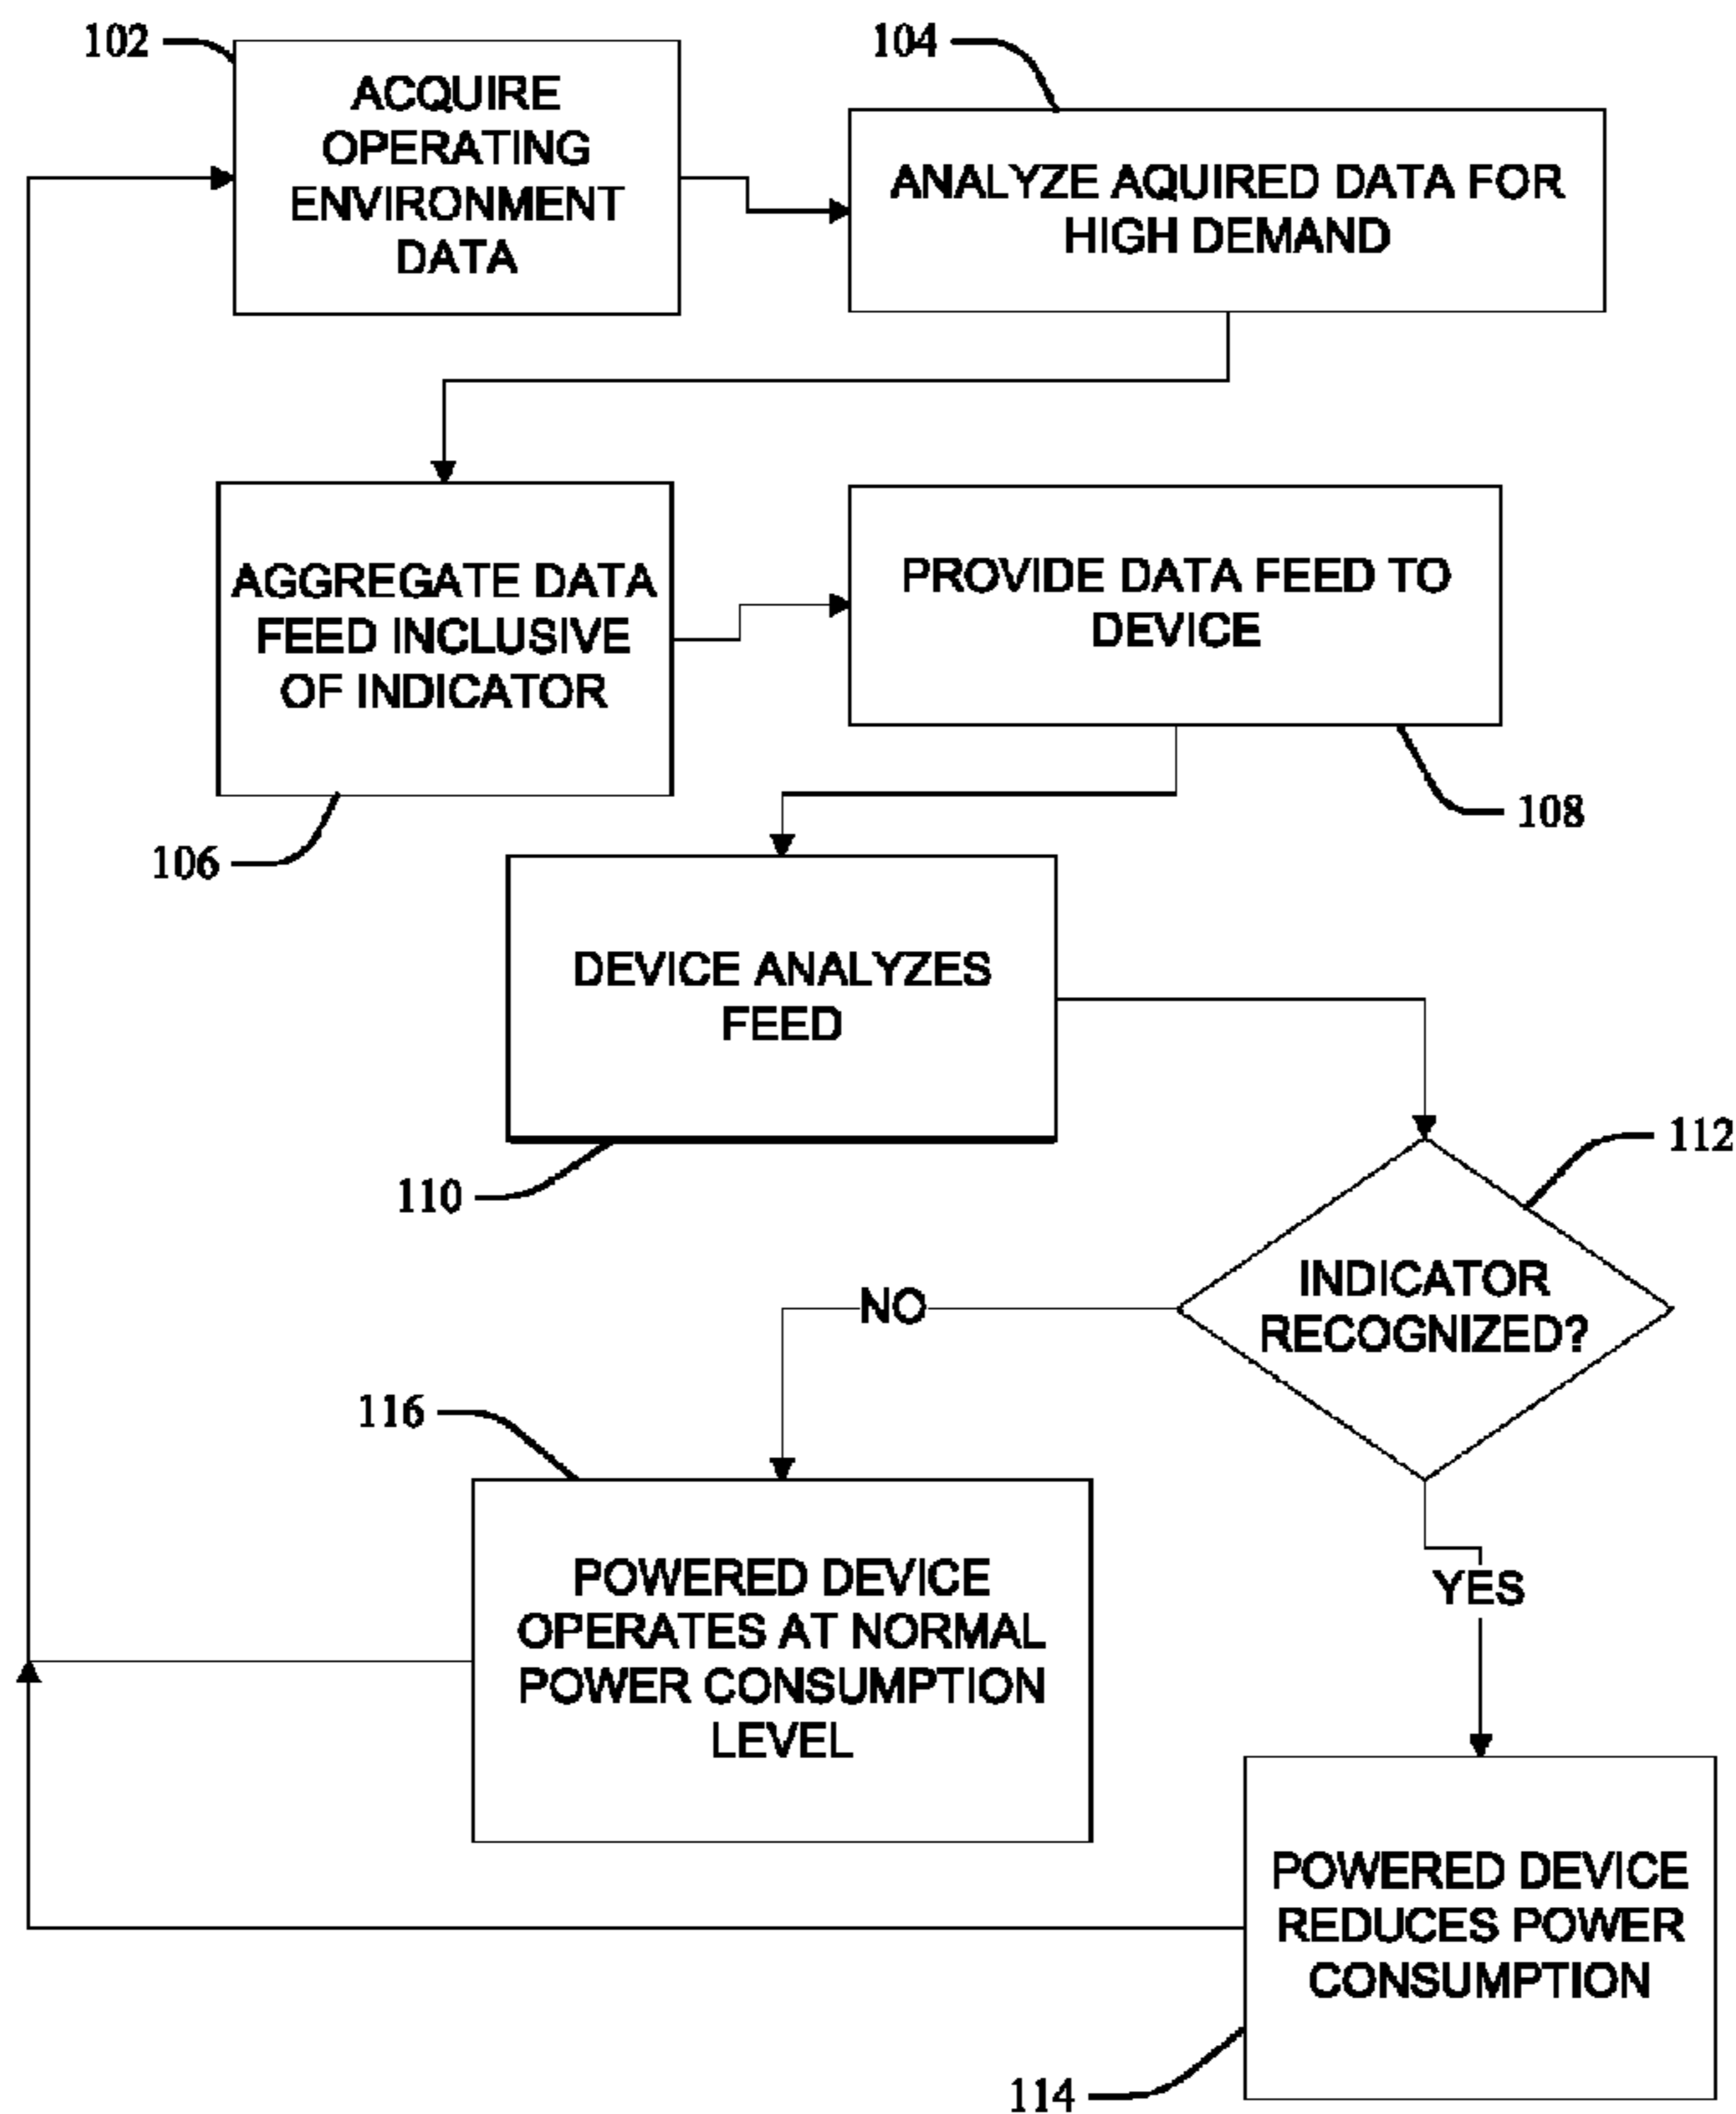 102
ACQUIRE
OPERATING
ENVIRONMENT
DATA
104
ANALYZE AQUIRED DATA FOR
HIGH DEMAND
AGGREGATE DATA
FEED INCLUSIVE
OF INDICATOR
106
PROVIDE DATA FEED TO
DEVICE
108
DEVICE ANALYZES
FEED
110
112
INDICATOR
RECOGNIZED?
NO
116
POWERED DEVICE
OPERATES AT NORMAL
POWER CONSUMPTION
LEVEL
YES
POWERED DEVICE
REDUCES POWER
CONSUMPTION
114